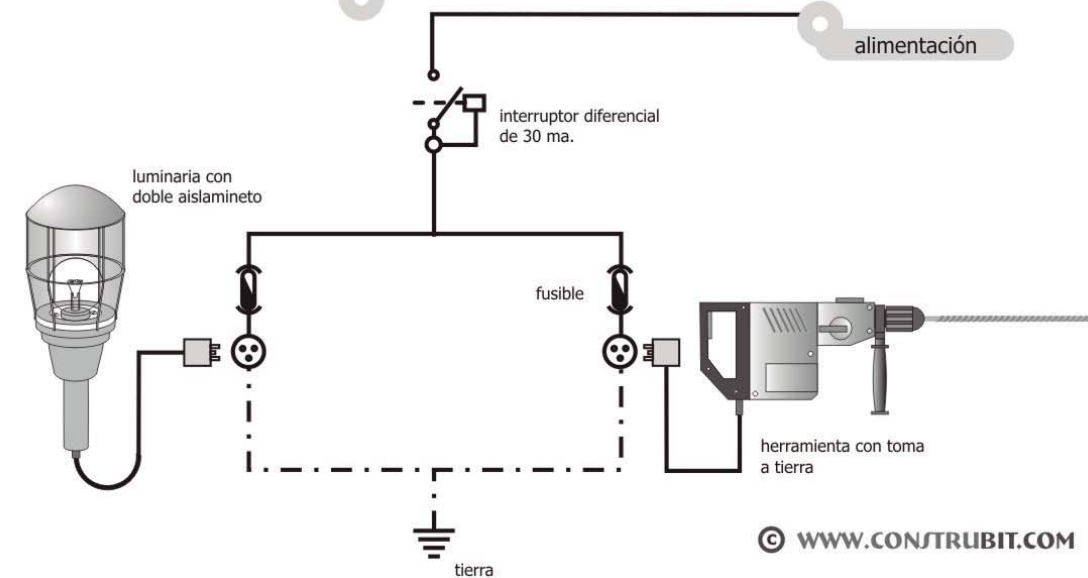 alimentación
interruptor diferencial
de 30 ma.
luminaria con
doble aislamineto
fusible
herramienta con toma
a tierra
© WWW.CONSTRUBIT.COM
tierra